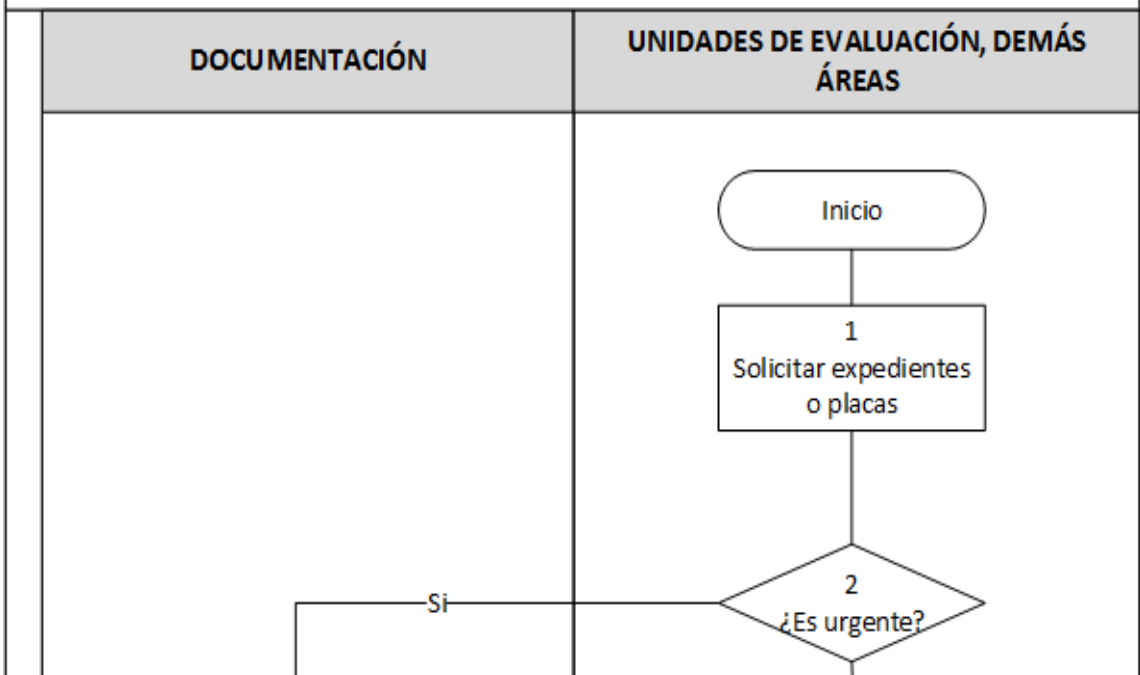 DOCUMENTACIÓN
UNIDADES DE EVALUACIÓN, DEMÁS
ÁREAS
Inicio
1
Solicitar expedientes
o placas
2
¿Es urgente?
Si